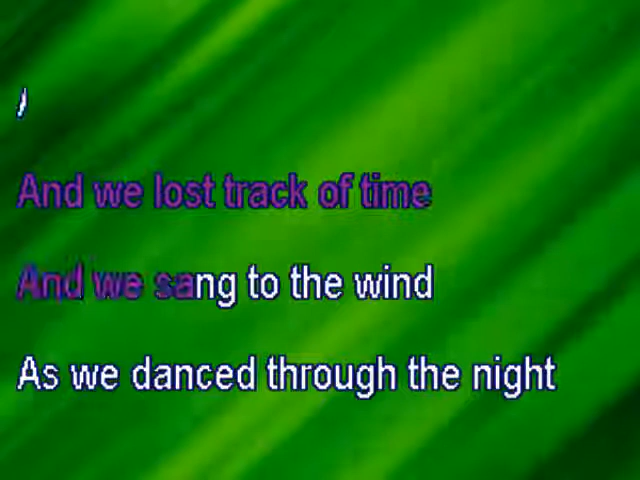 And we lost track of time
And we sang to the wind
As we danced through the night